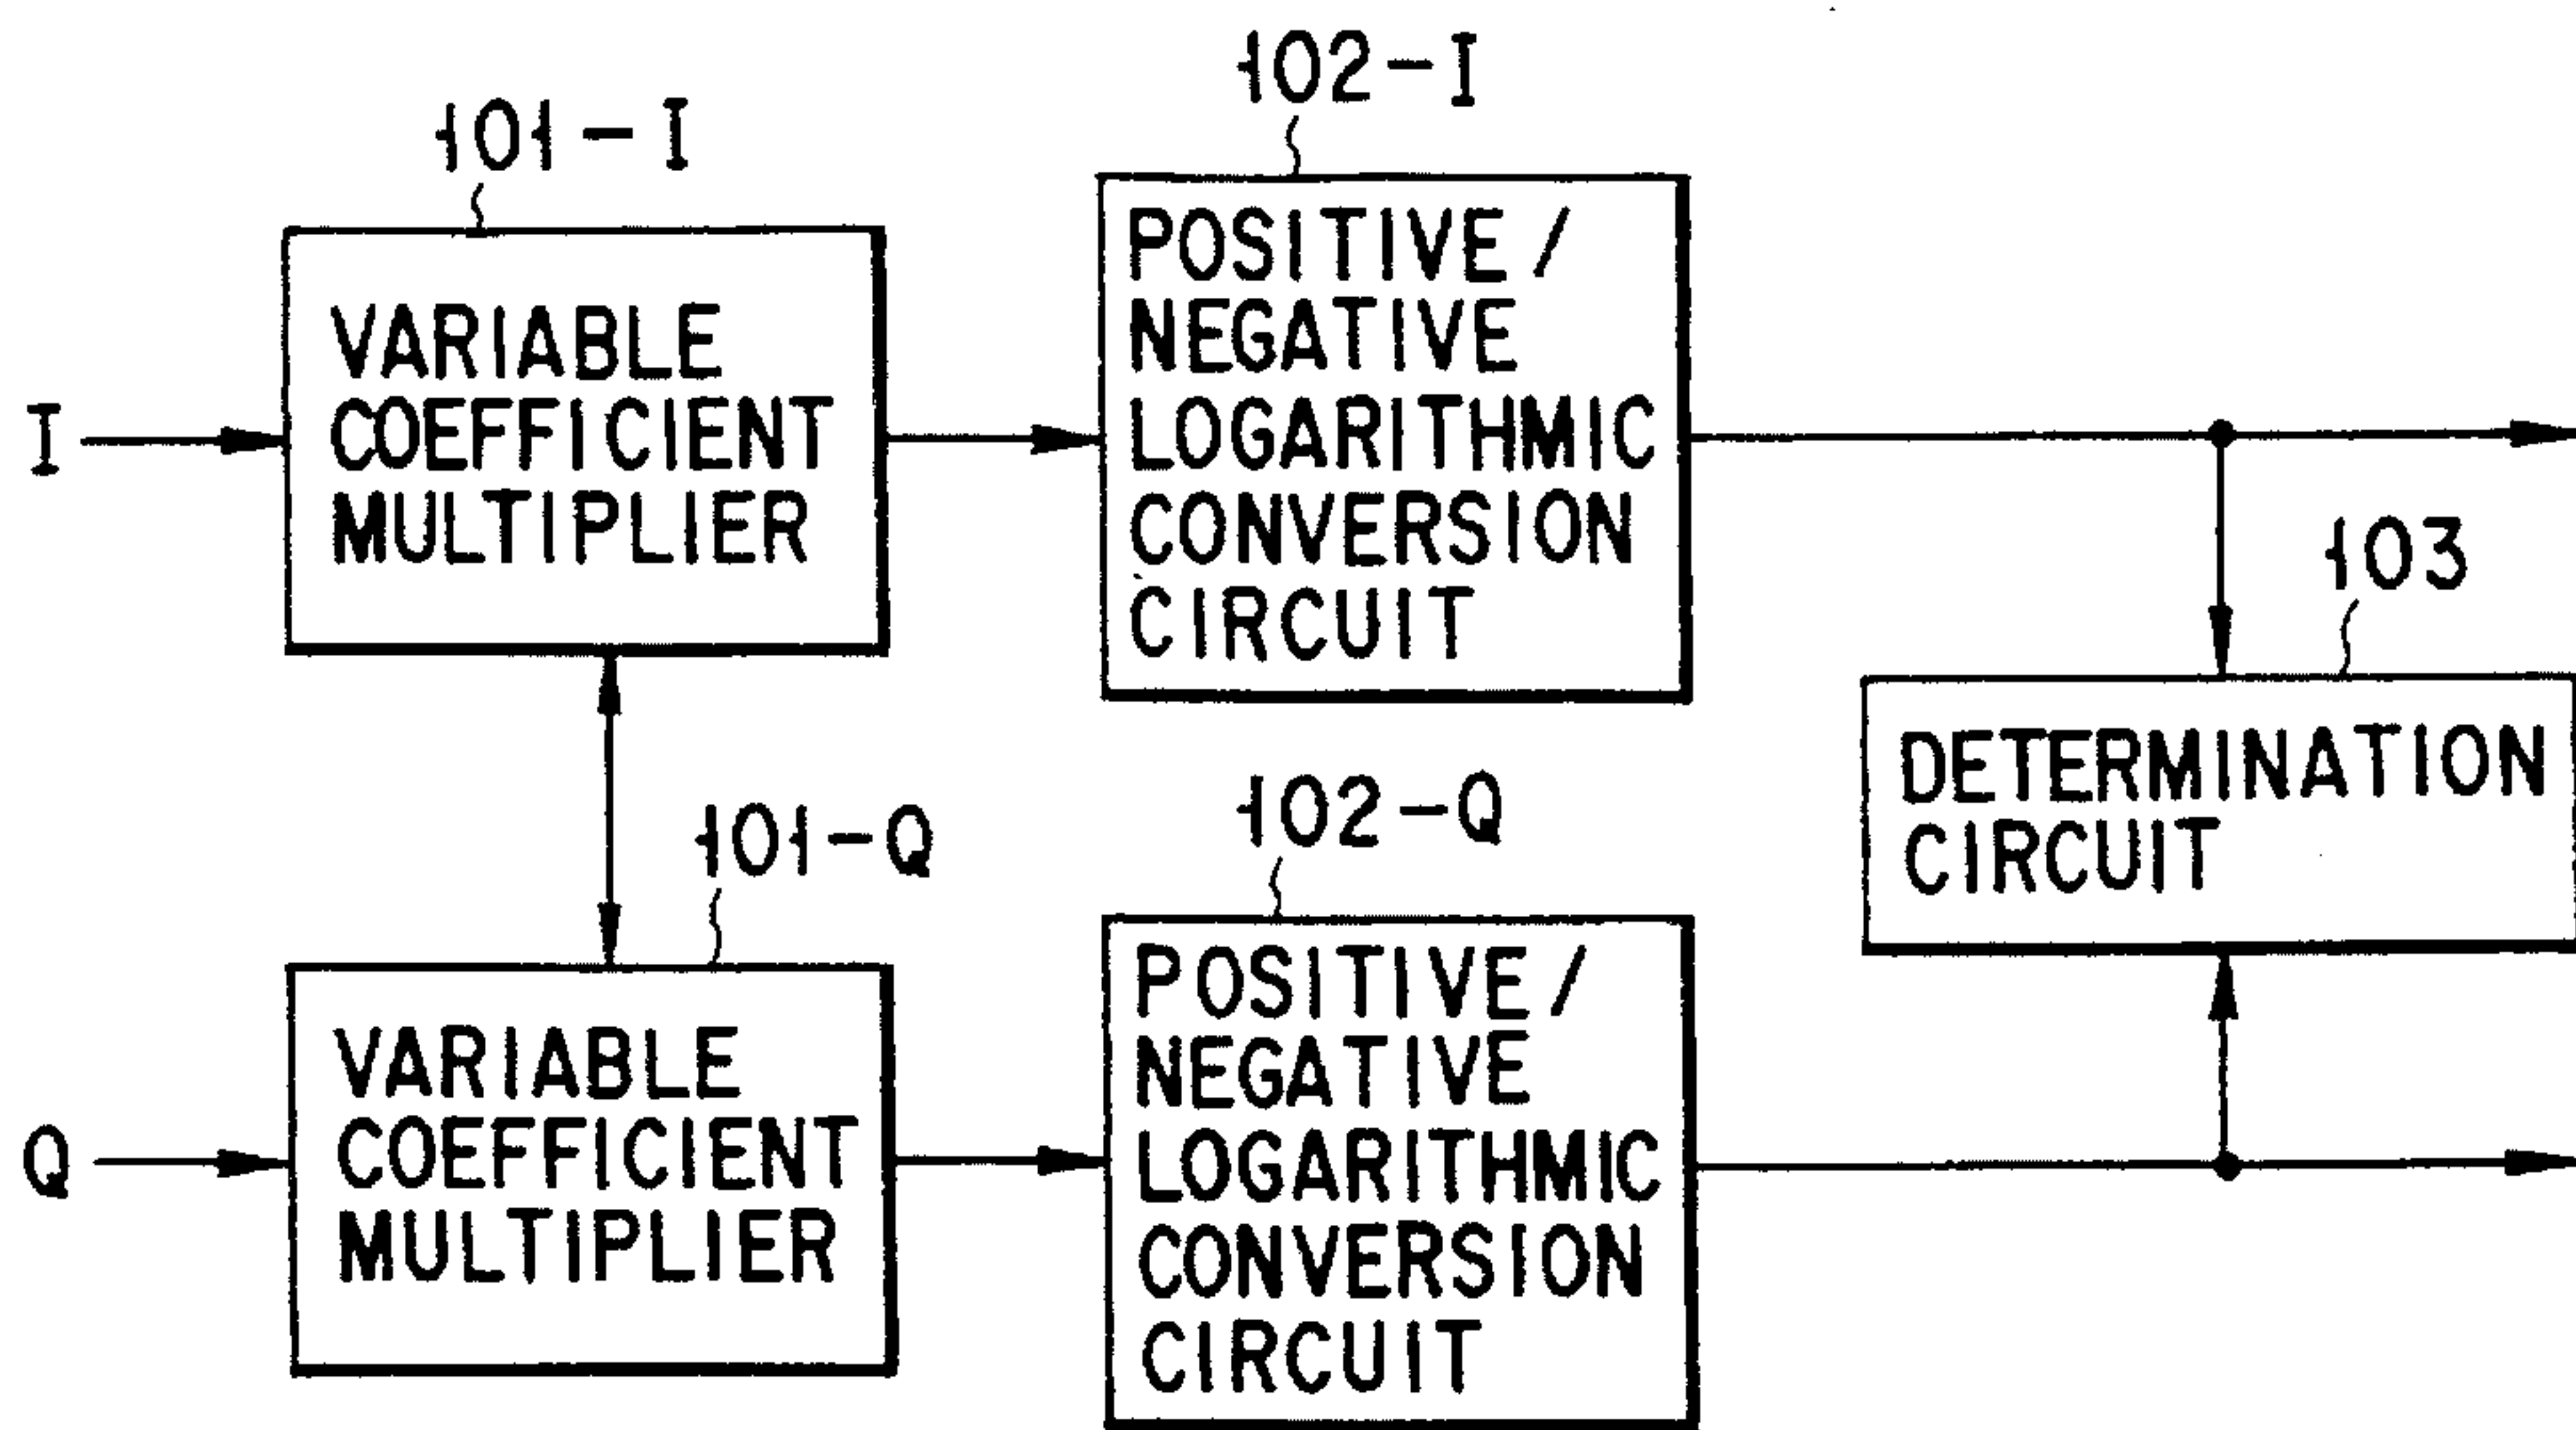 102-I
101-I
POSITIVE /
NEGATIVE
LOGARITHMIC
CONVERSION
CIRCUIT
VARIABLE
COEFFICIENT
MULTIPLIER
I
103
DETERMINATION
CIRCUIT
101-Q
102-Q
POSITIVE /
NEGATIVE
LOGARITHMIC
CONVERSION
CIRCUIT
VARIABLE
COEFFICIENT
MULTIPLIER
Q